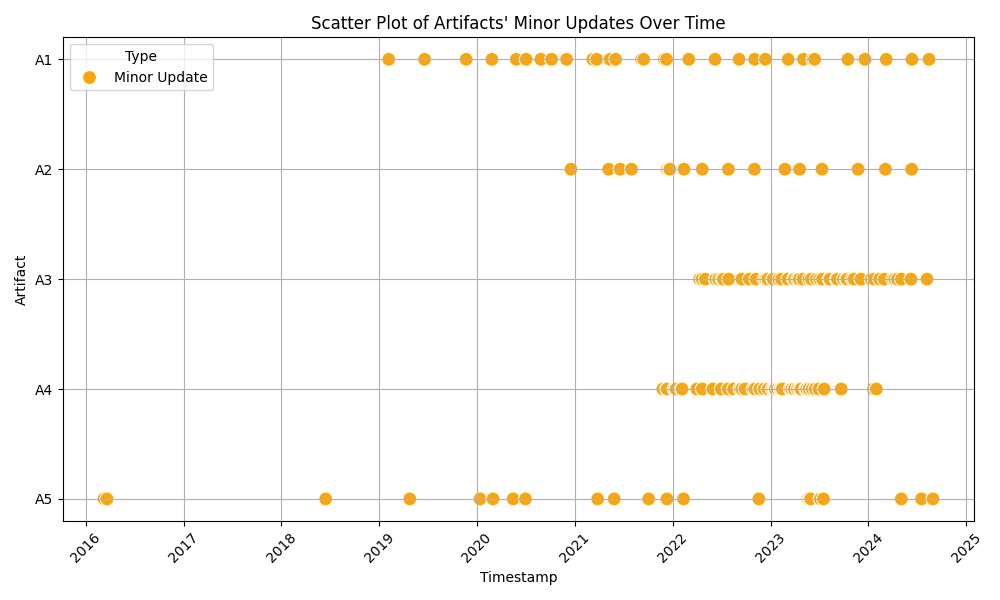 Scatter Plot of Artifacts' Minor Updates Over Time
Type
Minor Update
Artifact
A1
A2
A3
A4
A5
2016 2017 2018 2019 2020 2021 2022 2023 2024 2025
Timestamp